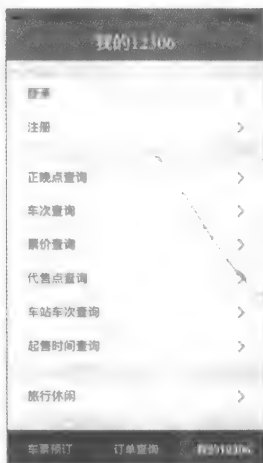 我的12306
登录
注册
正晚点查询
车次查询
票价查询
代售点查询
车站车次查询
起售时间查询
旅行休闲
车票预订 订单查询 我的12306